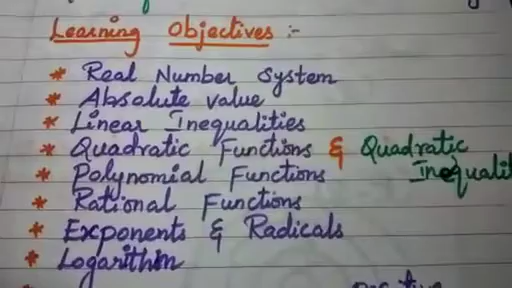 Learning Objectives :-
* Real Number System
* Absolute value
* Linear Inequalities
* Quadratic Functions & Quadratic
Inequalit
* Polynomial Functions
* Rational Functions
* Exponents & Radicals
* Logarithm